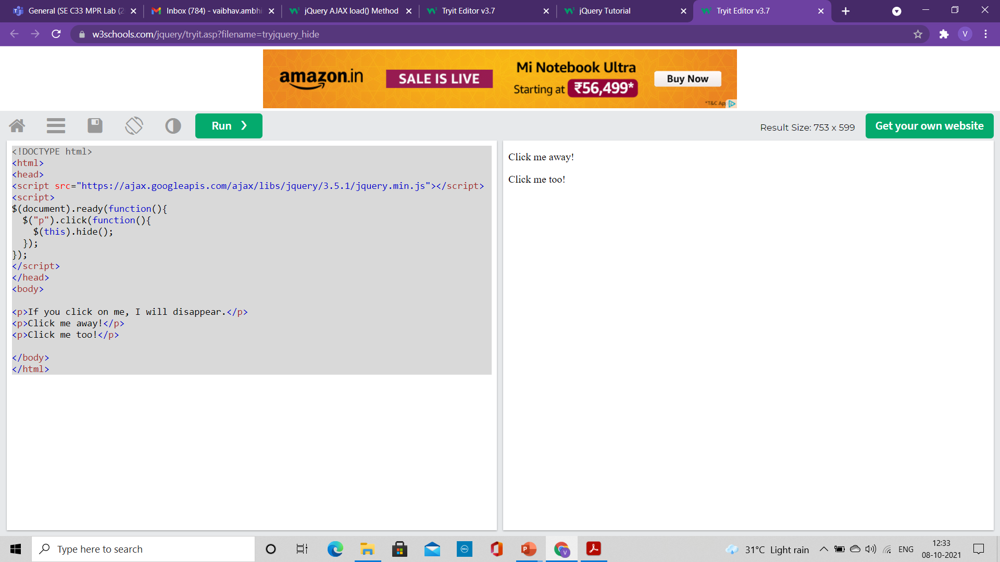 General (SE C33 MPR Lab (2
Inbox (784) - vaibhav.ambhi
jQuery AJAX load() Method
Tryit Editor v3.7
jQuery Tutorial
Tryit Editor v3.7
w3schools.com/jquery/tryit.asp?filename=tryjquery_hide
V
amazon.in
SALE IS LIVE
Mi Notebook Ultra
Starting at ₹56,499*
Buy Now
*T&C App
Run ❯
Result Size: 753 x 599
Get your own website
<!DOCTYPE html>
<html>
<head>
<script src="https://ajax.googleapis.com/ajax/libs/jquery/3.5.1/jquery.min.js"></script>
<script>
$(document).ready(function(){
  $("p").click(function(){
    $(this).hide();
  });
});
</script>
</head>
<body>
<p>If you click on me, I will disappear.</p>
<p>Click me away!</p>
<p>Click me too!</p>
</body>
</html>
Click me away!
Click me too!
Type here to search
31°C Light rain
ENG
12:33
08-10-2021